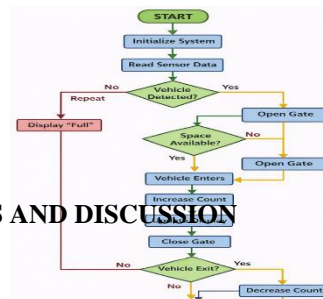 START
Initialize System
Read Sensor Data
No
Vehicle
Detected?
Yes
Repeat
Display "Full"
Open Gate
Space
Available?
No
Yes
Open Gate
Vehicle Enters
Increase Count
S AND DISCUSSION
Close Gate
No
Vehicle Exit?
Yes
No
Decrease Count